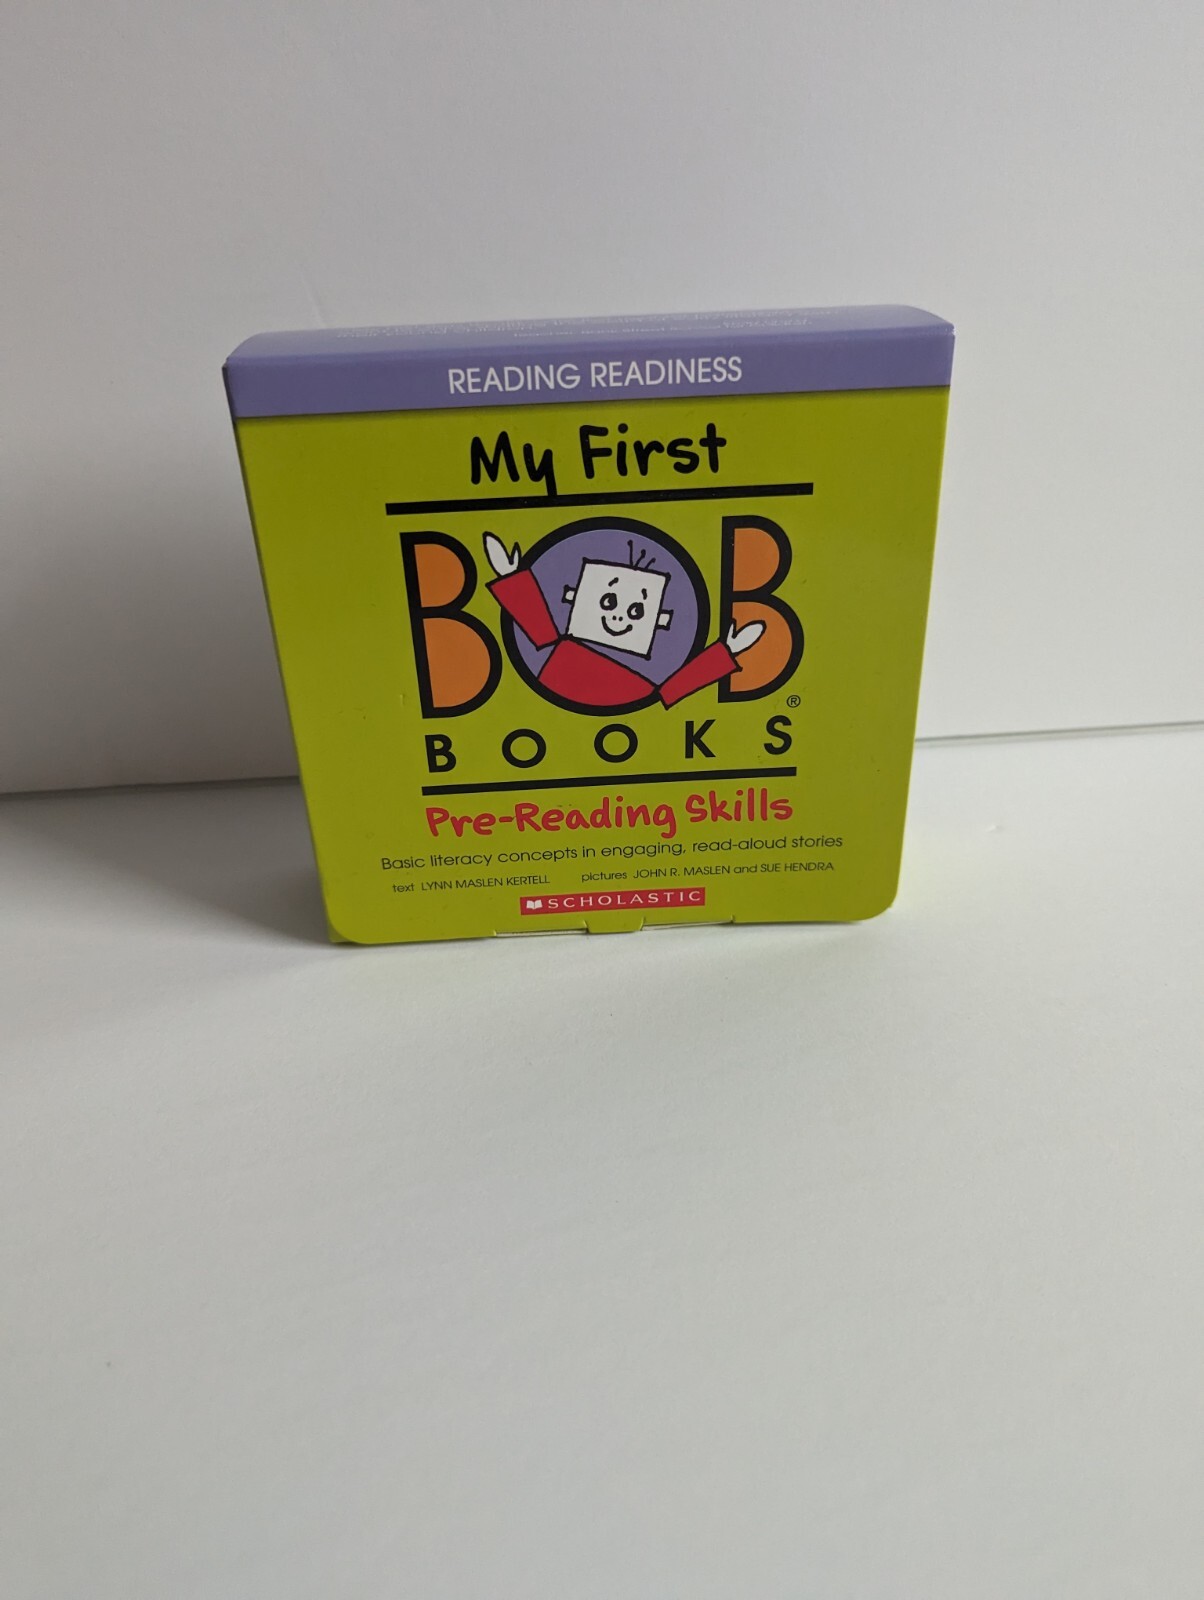 READING READINESS
My First
BOB
BOOKS®
Pre-Reading Skills
Basic literacy concepts in engaging, read-aloud stories
text LYNN MASLEN KERTELL pictures JOHN R. MASLEN and SUE HENDRA
SCHOLASTIC